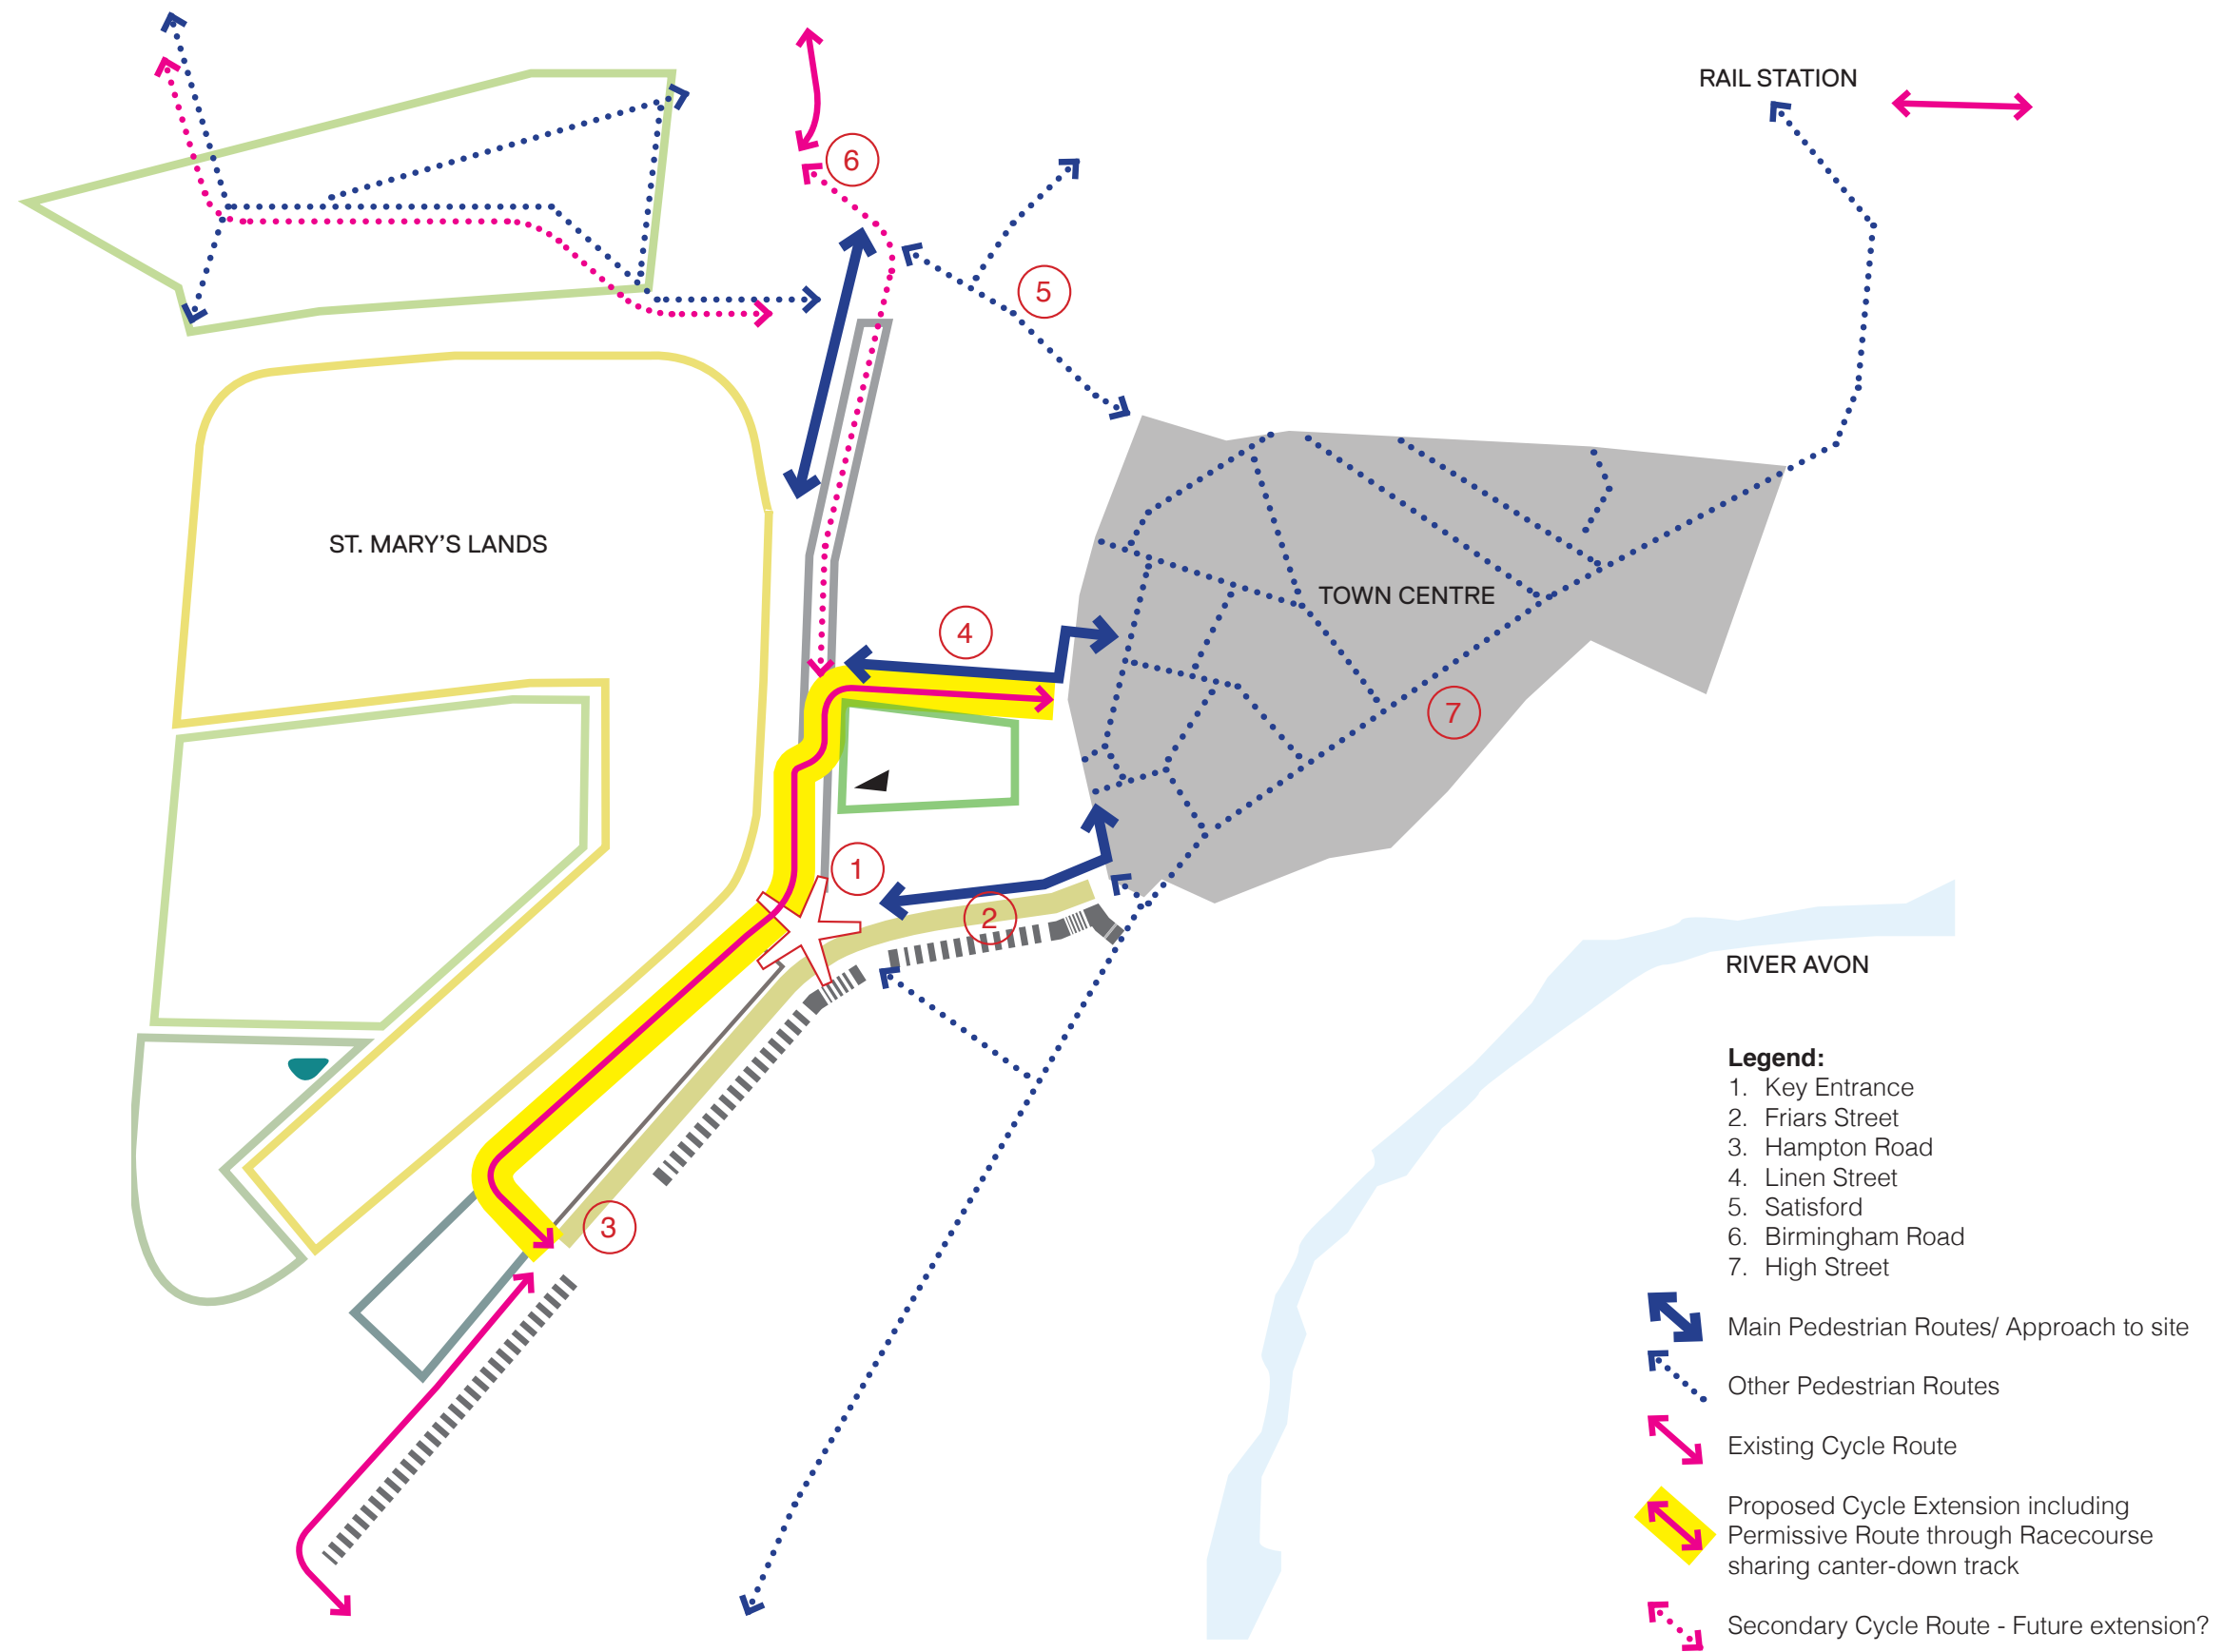 RAIL STATION
6
5
ST. MARY'S LANDS
TOWN CENTRE
4
7
1
2
RIVER AVON
3
Legend:
1. Key Entrance
2. Friars Street
3. Hampton Road
4. Linen Street
5. Satisford
6. Birmingham Road
7. High Street
Main Pedestrian Routes/ Approach to site
Other Pedestrian Routes
Existing Cycle Route
Proposed Cycle Extension including
Permissive Route through Racecourse
sharing canter-down track
Secondary Cycle Route - Future extension?